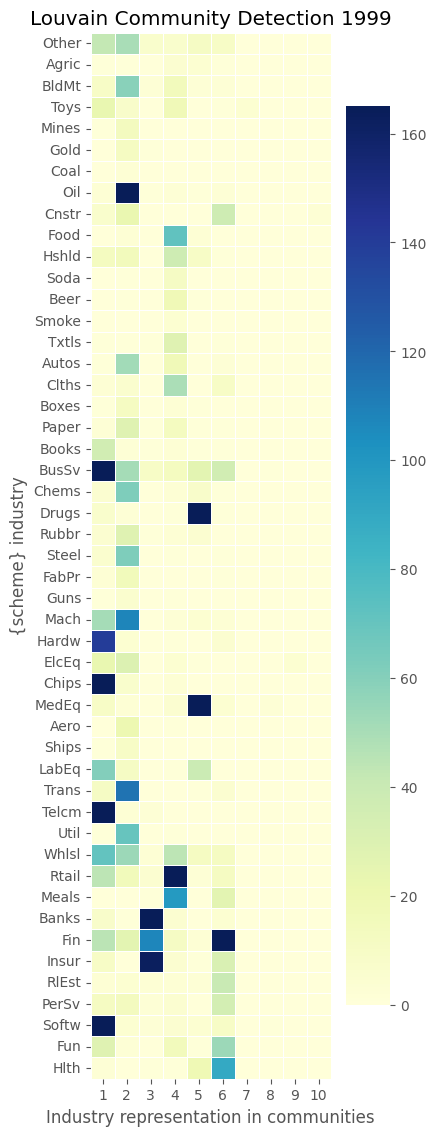 Louvain Community Detection 1999
Other
Agric
BldMt
Toys
Mines
Gold
Coal
Oil
Cnstr
Food
Hshld
Soda
Beer
Smoke
Txtls
Autos
Clths
Boxes
Paper
Books
BusSv
Chems
Drugs
Rubbr
Steel
FabPr
Guns
Mach
Hardw
ElcEq
Chips
MedEq
Aero
Ships
LabEq
Trans
Telcm
Util
Whlsl
Rtail
Meals
Banks
Fin
Insur
RlEst
PerSv
Softw
Fun
Hlth
{scheme} industry
1 2 3 4 5 6 7 8 9 10
Industry representation in communities
160
140
120
100
80
60
40
20
0